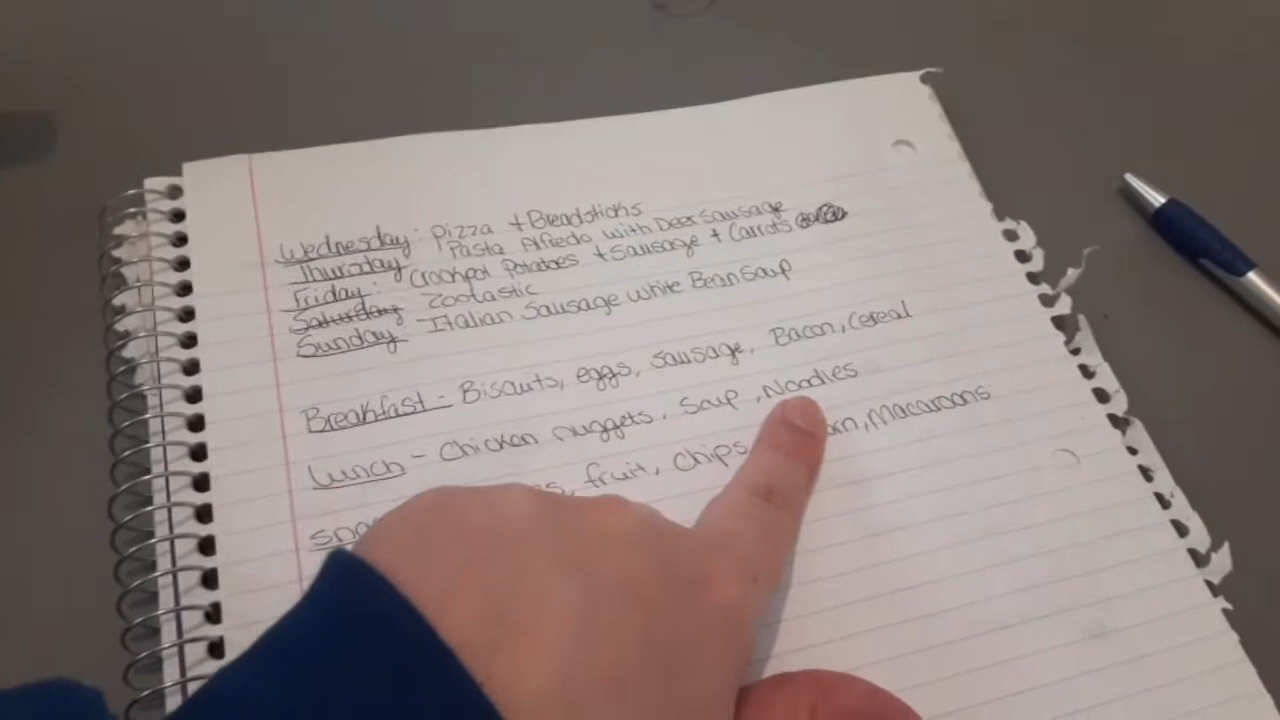 Wednesday: Pizza + Breadsticks
Thursday Pasta Alfredo with Deer Sausage
Friday: Crockpot Potatoes + Sausage + Carrots
Saturday Zootastic
Sunday: Italian Sausage White Bean Soup
Breakfast - Biscuits, eggs, sausage, Bacon, cereal
Lunch - Chicken nuggets, Soup, Noodles
fruit, Chips, Macaroons